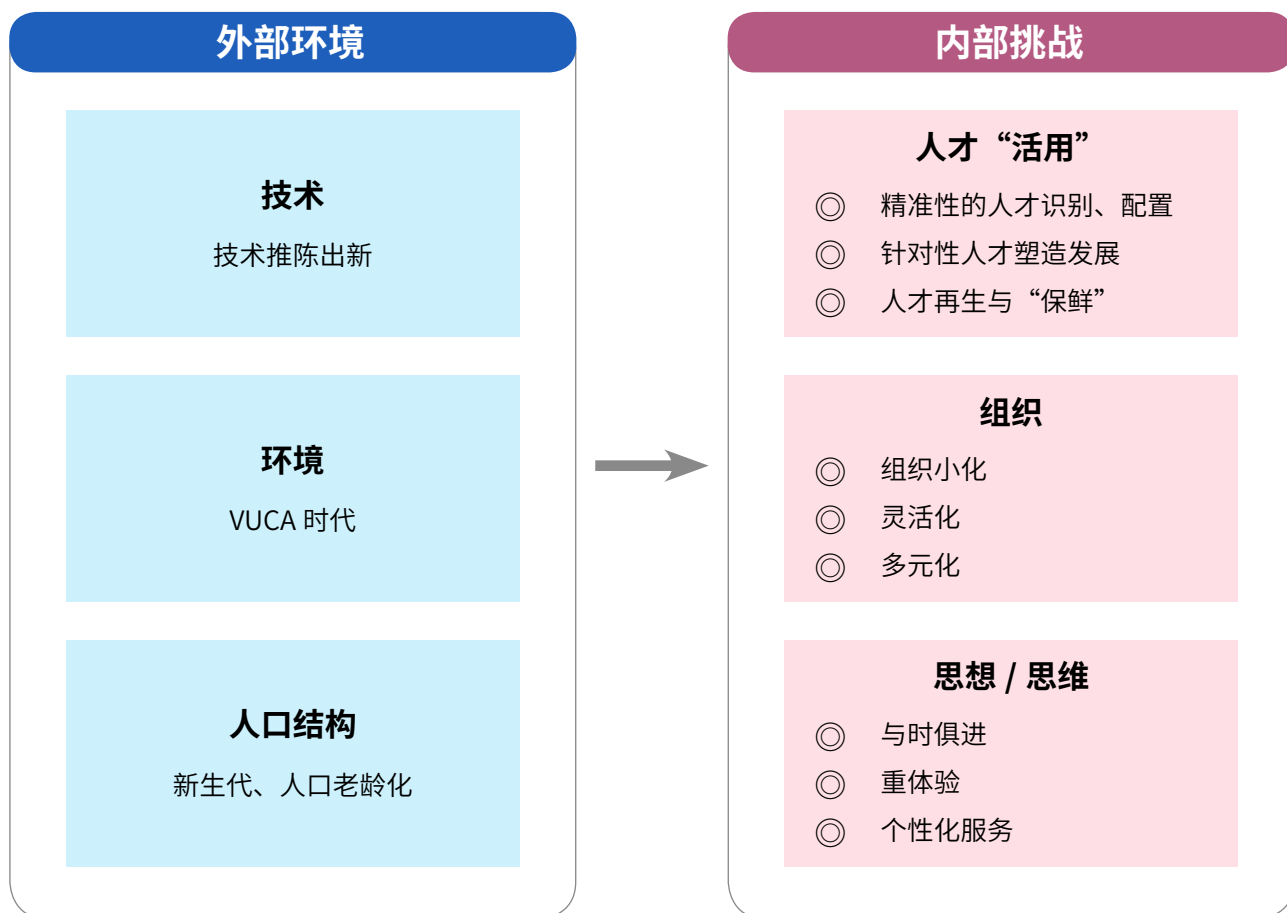 外部环境
技术
技术推陈出新
环境
VUCA 时代
人口结构
新生代、人口老龄化
内部挑战
人才“活用”
◎ 精准性的人才识别、配置
◎ 针对性人才塑造发展
◎ 人才再生与“保鲜”
组织
◎ 组织小化
◎ 灵活化
◎ 多元化
思想 / 思维
◎ 与时俱进
◎ 重体验
◎ 个性化服务